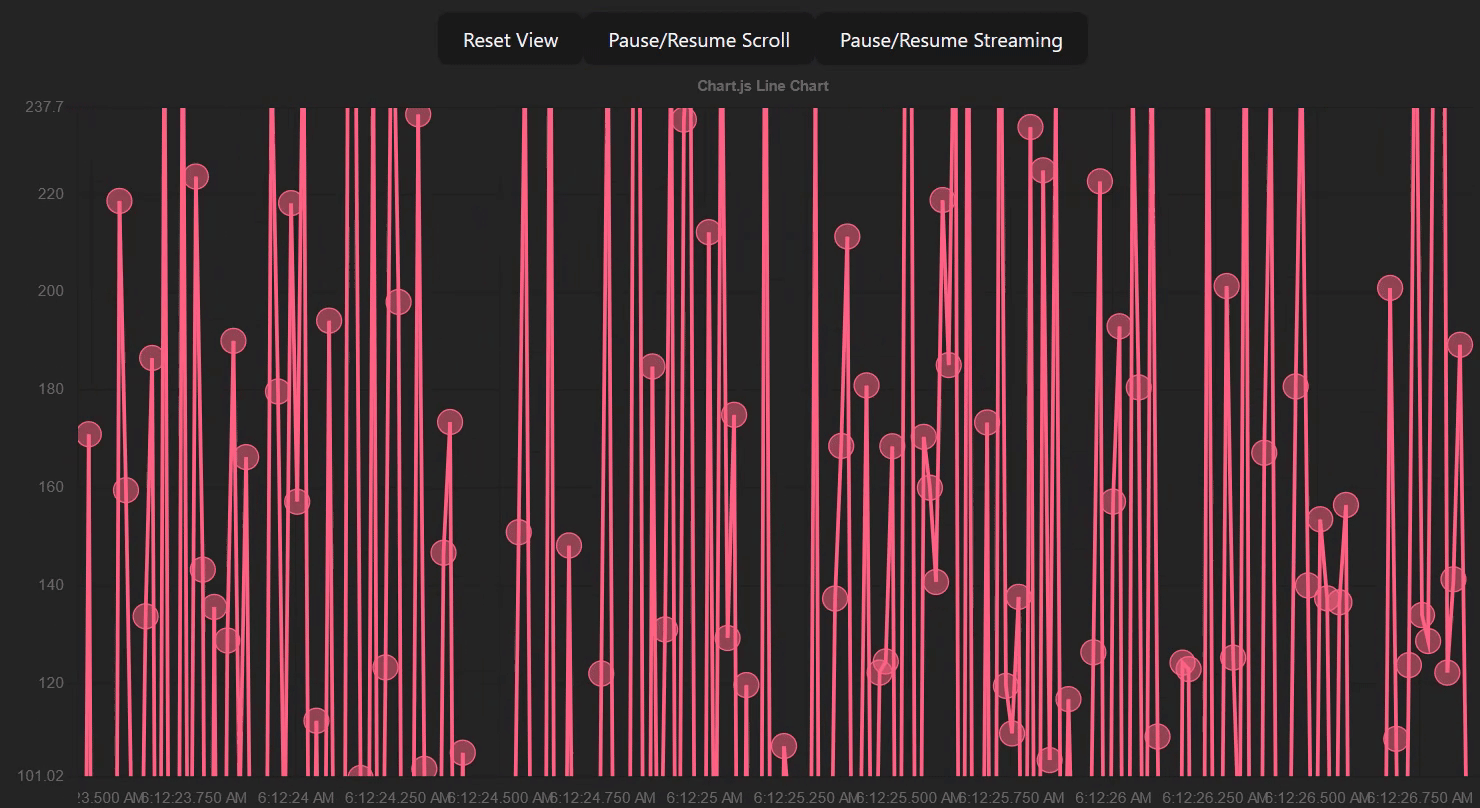 Reset View Pause/Resume Scroll Pause/Resume Streaming
Chart.js Line Chart
237.7
220
200
180
160
140
120
101.02
23.500 AM 6:12:23.750 AM 6:12:24 AM 6:12:24.250 AM 6:12:24.500 AM 6:12:24.750 AM 6:12:25 AM 6:12:25.250 AM 6:12:25.500 AM 6:12:25.750 AM 6:12:26 AM 6:12:26.250 AM 6:12:26.500 AM 6:12:26.750 AM